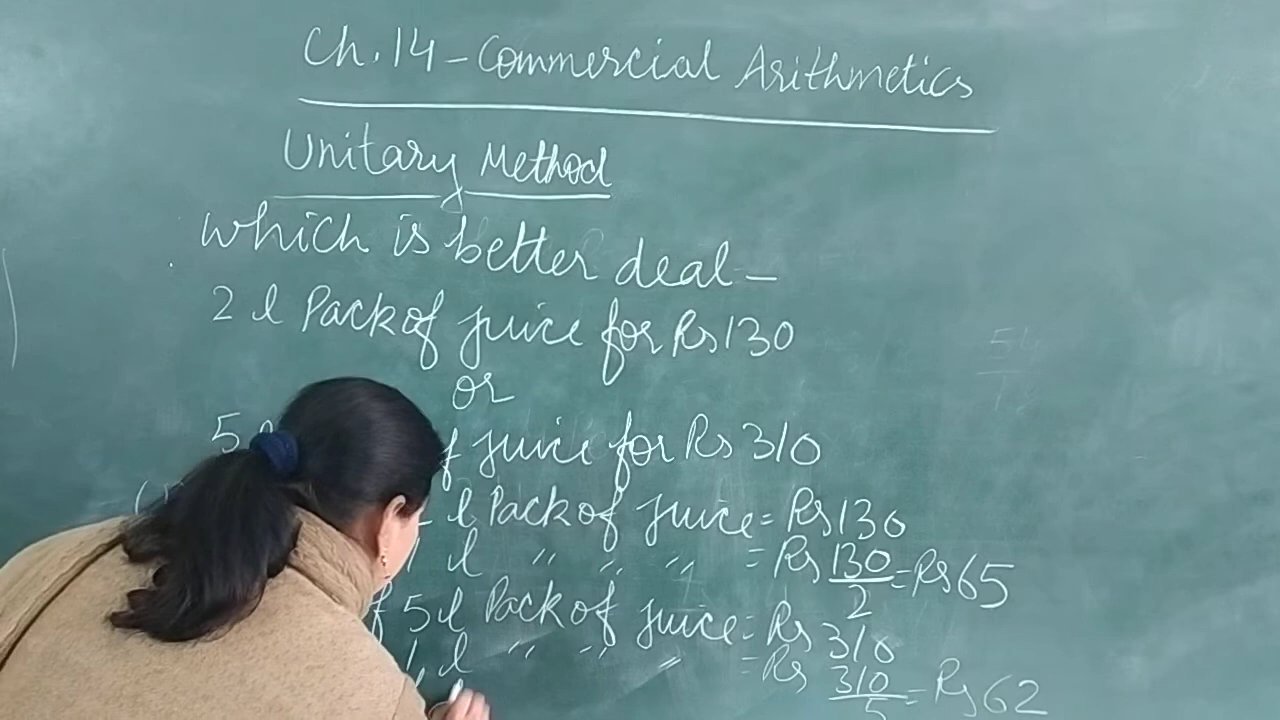 Ch.14 - Commercial Arithmetics
Unitary Method
which is better deal -
2 l Pack of juice for Rs 130
or
5 l f juice for Rs 310
l Pack of juice = Rs 130
1 l " " " = Rs 130/2 = Rs 65
f 5 l Pack of juice = Rs 310
1 l " " " = Rs 310/5 = Rs 62